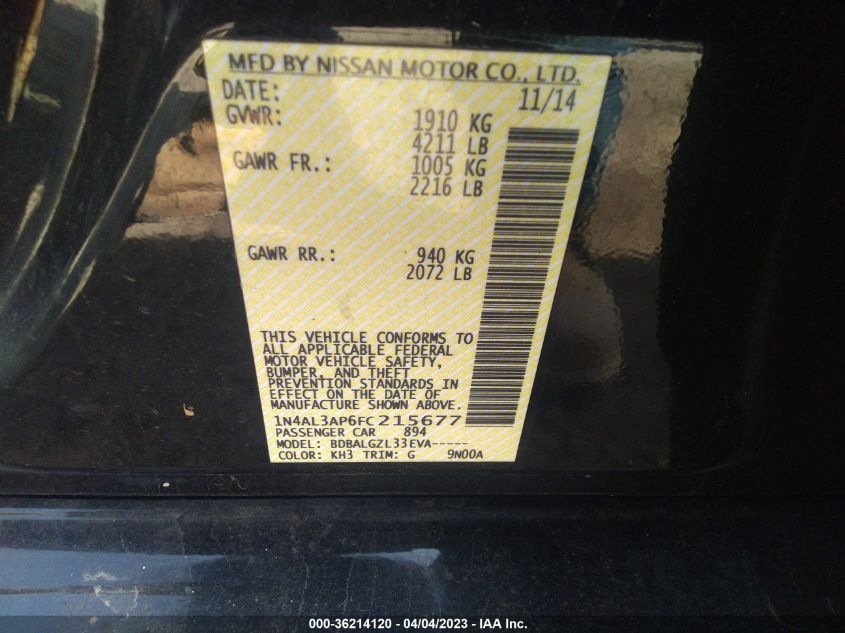 MFD BY NISSAN MOTOR CO., LTD.
DATE: 11/14
GVWR: 1910 KG
4211 LB
GAWR FR.: 1005 KG
2216 LB
GAWR RR.: 940 KG
2072 LB
THIS VEHICLE CONFORMS TO
ALL APPLICABLE FEDERAL
MOTOR VEHICLE SAFETY,
BUMPER, AND THEFT
PREVENTION STANDARDS IN
EFFECT ON THE DATE OF
MANUFACTURE SHOWN ABOVE.
1N4AL3AP6FC215677
PASSENGER CAR 894
MODEL: BDBALGZL33EVA-----
COLOR: KH3 TRIM: G 9N00A
000-36214120 - 04/04/2023 - IAA Inc.